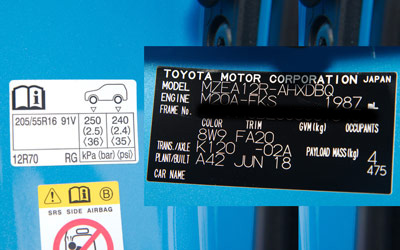 205/55R16 91V
250 240
(2.5) (2.4)
(36) (35)
12R70 RG kPa (bar) (psi)
SRS SIDE AIRBAG
TOYOTA MOTOR CORPORATION JAPAN
MODEL MZEA12R-AHXDBQ
ENGINE M20A-FKS 1987 mL
FRAME No.
COLOR TRIM GVM(kg) OCCUPANTS
8W9 FA20
TRANS./AXLE K120 -02A PAYLOAD MASS(kg) 4
PLANT/BUILT A42 JUN 18 475
CAR NAME